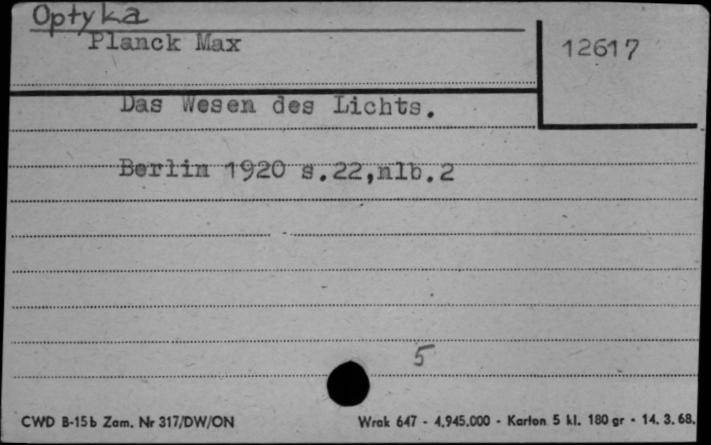 Optyka
Planck Max
12617
Das Wesen des Lichts.
Berlin 1920 s.22,nlb.2
5
CWD B-15b Zam. Nr 317/DW/ON
Wrak 647 - 4.945.000 - Karton 5 kl. 180 gr - 14. 3. 68.